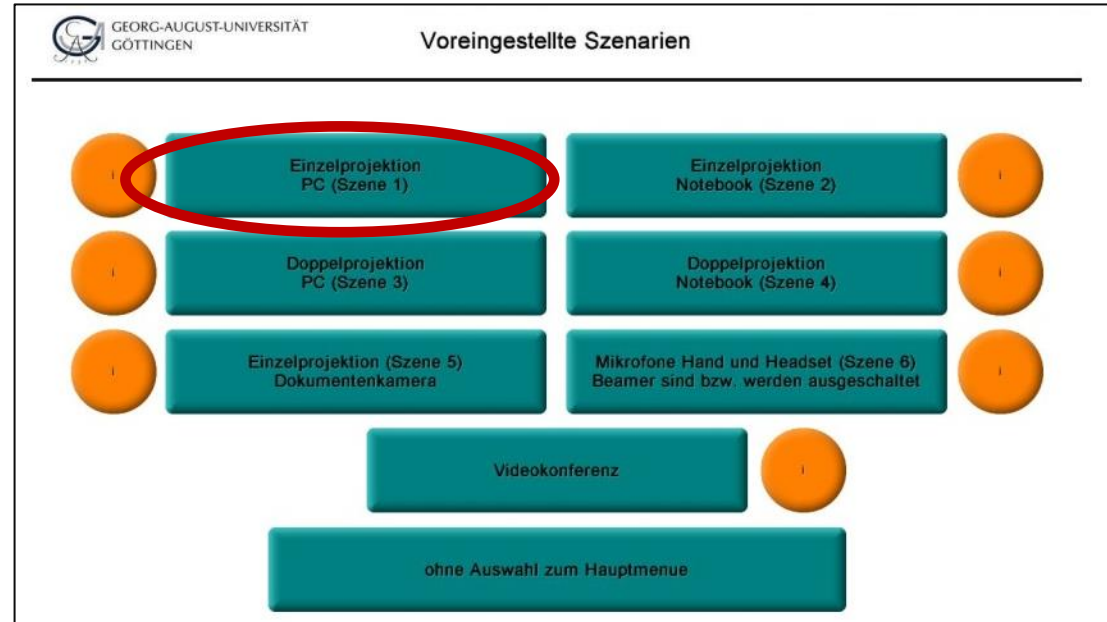 GEORG-AUGUST-UNIVERSITÄT
GÖTTINGEN
Voreingestellte Szenarien
i
Einzelprojektion
PC (Szene 1)
Einzelprojektion
Notebook (Szene 2)
i
i
Doppelprojektion
PC (Szene 3)
Doppelprojektion
Notebook (Szene 4)
i
i
Einzelprojektion (Szene 5)
Dokumentenkamera
Mikrofone Hand und Headset (Szene 6)
Beamer sind bzw. werden ausgeschaltet
i
Videokonferenz
i
ohne Auswahl zum Hauptmenue